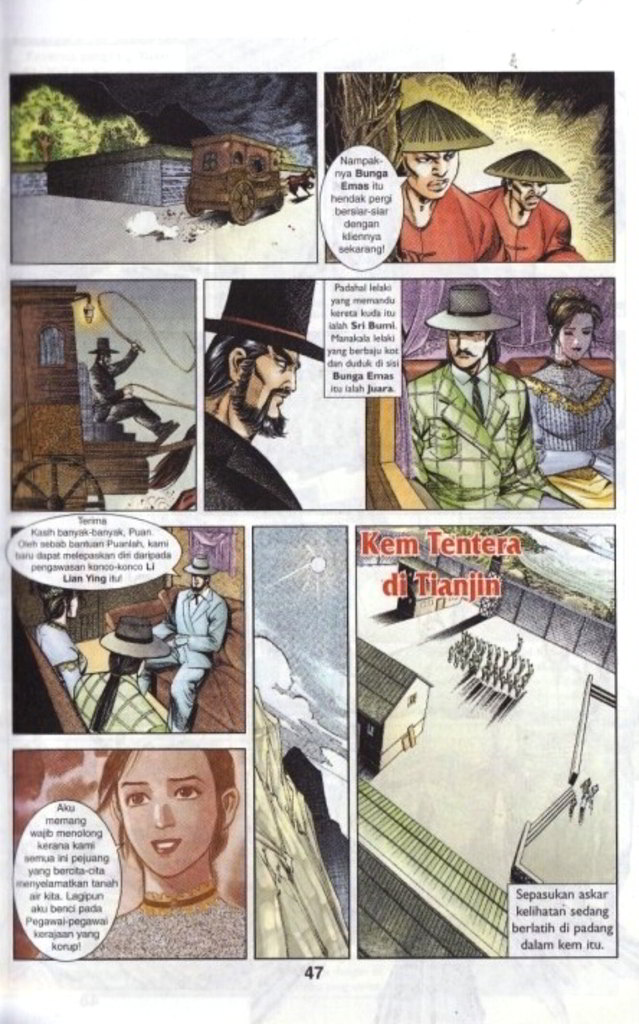 Nampak-
nya Bunga
Emas itu
hendak pergi
bersiar-siar
dengan
kliennya
sekarang!
Padahal lelaki
yang memandu
kereta kuda itu
ialah Sri Bumi.
Manakala lelaki
yang berbaju kot
dan duduk di sisi
Bunga Emas
itu ialah Juara.
Terima
Kasih banyak-banyak, Puan.
Oleh sebab bantuan Puanlah, kami
baru dapat melepaskan diri daripada
pengawasan konco-konco Li
Lian Ying itu!
Kem Tentera
di Tianjin
Aku
memang
wajib menolong
kerana kami
semua ini pejuang
yang bercita-cita
menyelamatkan tanah
air kita. Lagipun
aku benci pada
Pegawai-pegawai
kerajaan yang
korup!
Sepasukan askar
kelihatan sedang
berlatih di padang
dalam kem itu.
47